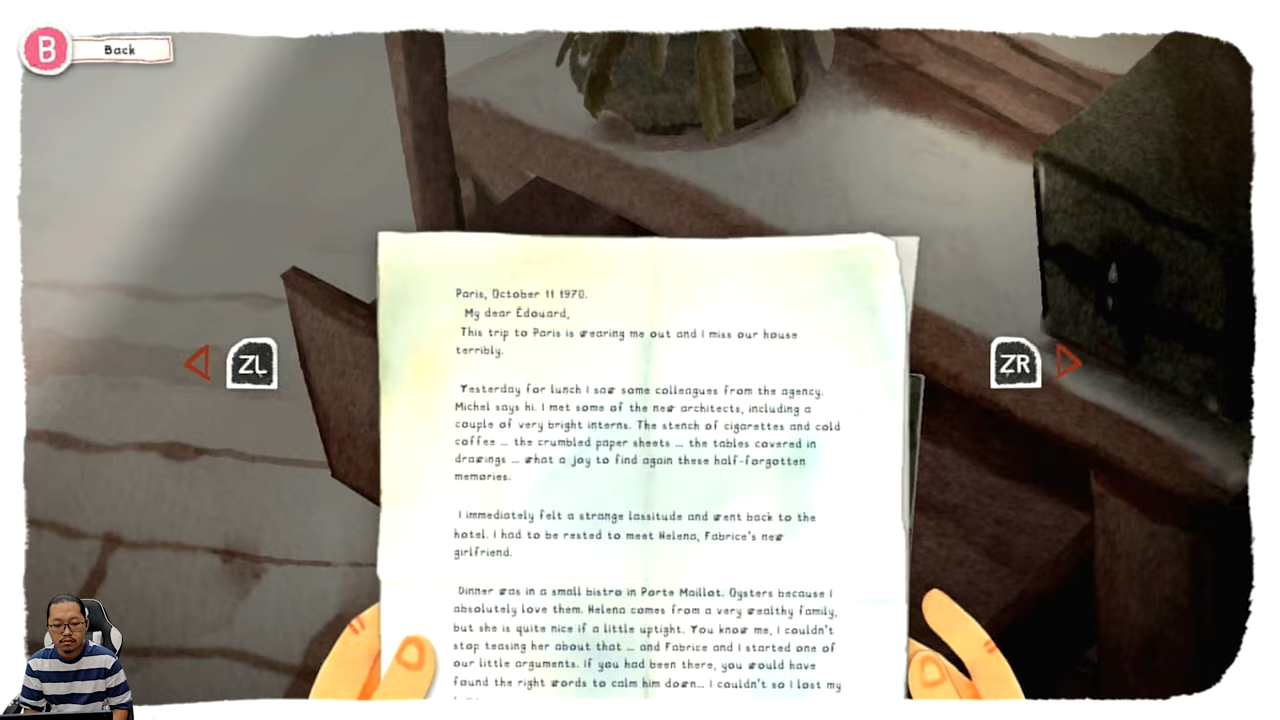 B Back
Paris, October 11 1970.
My dear Édouard,
This trip to Paris is wearing me out and I miss our house
terribly.
Yesterday for lunch I saw some colleagues from the agency.
Michel says hi. I met some of the new architects, including a
couple of very bright interns. The stench of cigarettes and cold
coffee ... the crumbled paper sheets ... the tables covered in
drawings ... what a joy to find again these half-forgotten
memories.
ZL
ZR
I immediately felt a strange lassitude and went back to the
hotel. I had to be rested to meet Helena, Fabrice's new
girlfriend.
Dinner was in a small bistro in Porte Maillot. Oysters because I
absolutely love them. Helena comes from a very wealthy family,
but she is quite nice if a little uptight. You know me, I couldn't
stop teasing her about that ... and Fabrice and I started one of
our little arguments. If you had been there, you would have
found the right words to calm him down... I couldn't so I lost my